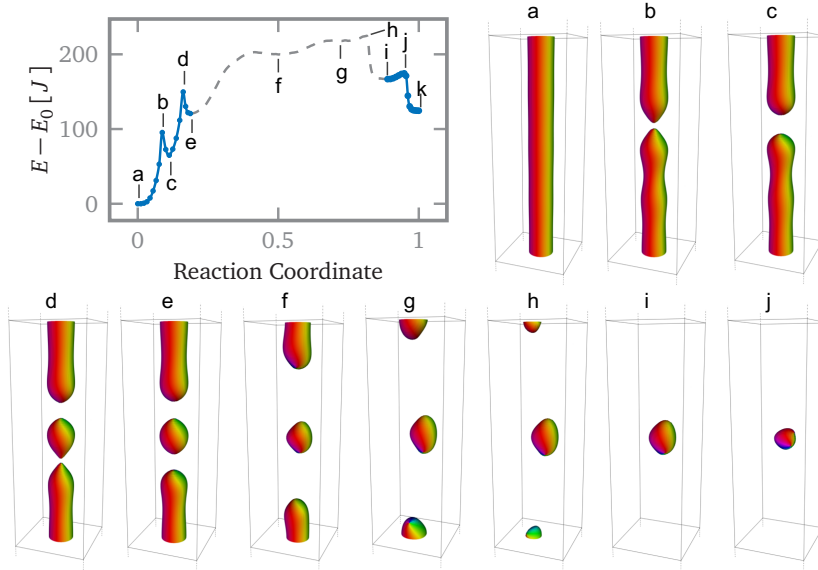 a b c
E − E₀ [J]
200
100
0
a
b
c
d
e
f
g
h
i
j
k
0 0.5 1
Reaction Coordinate
d e f g h i j